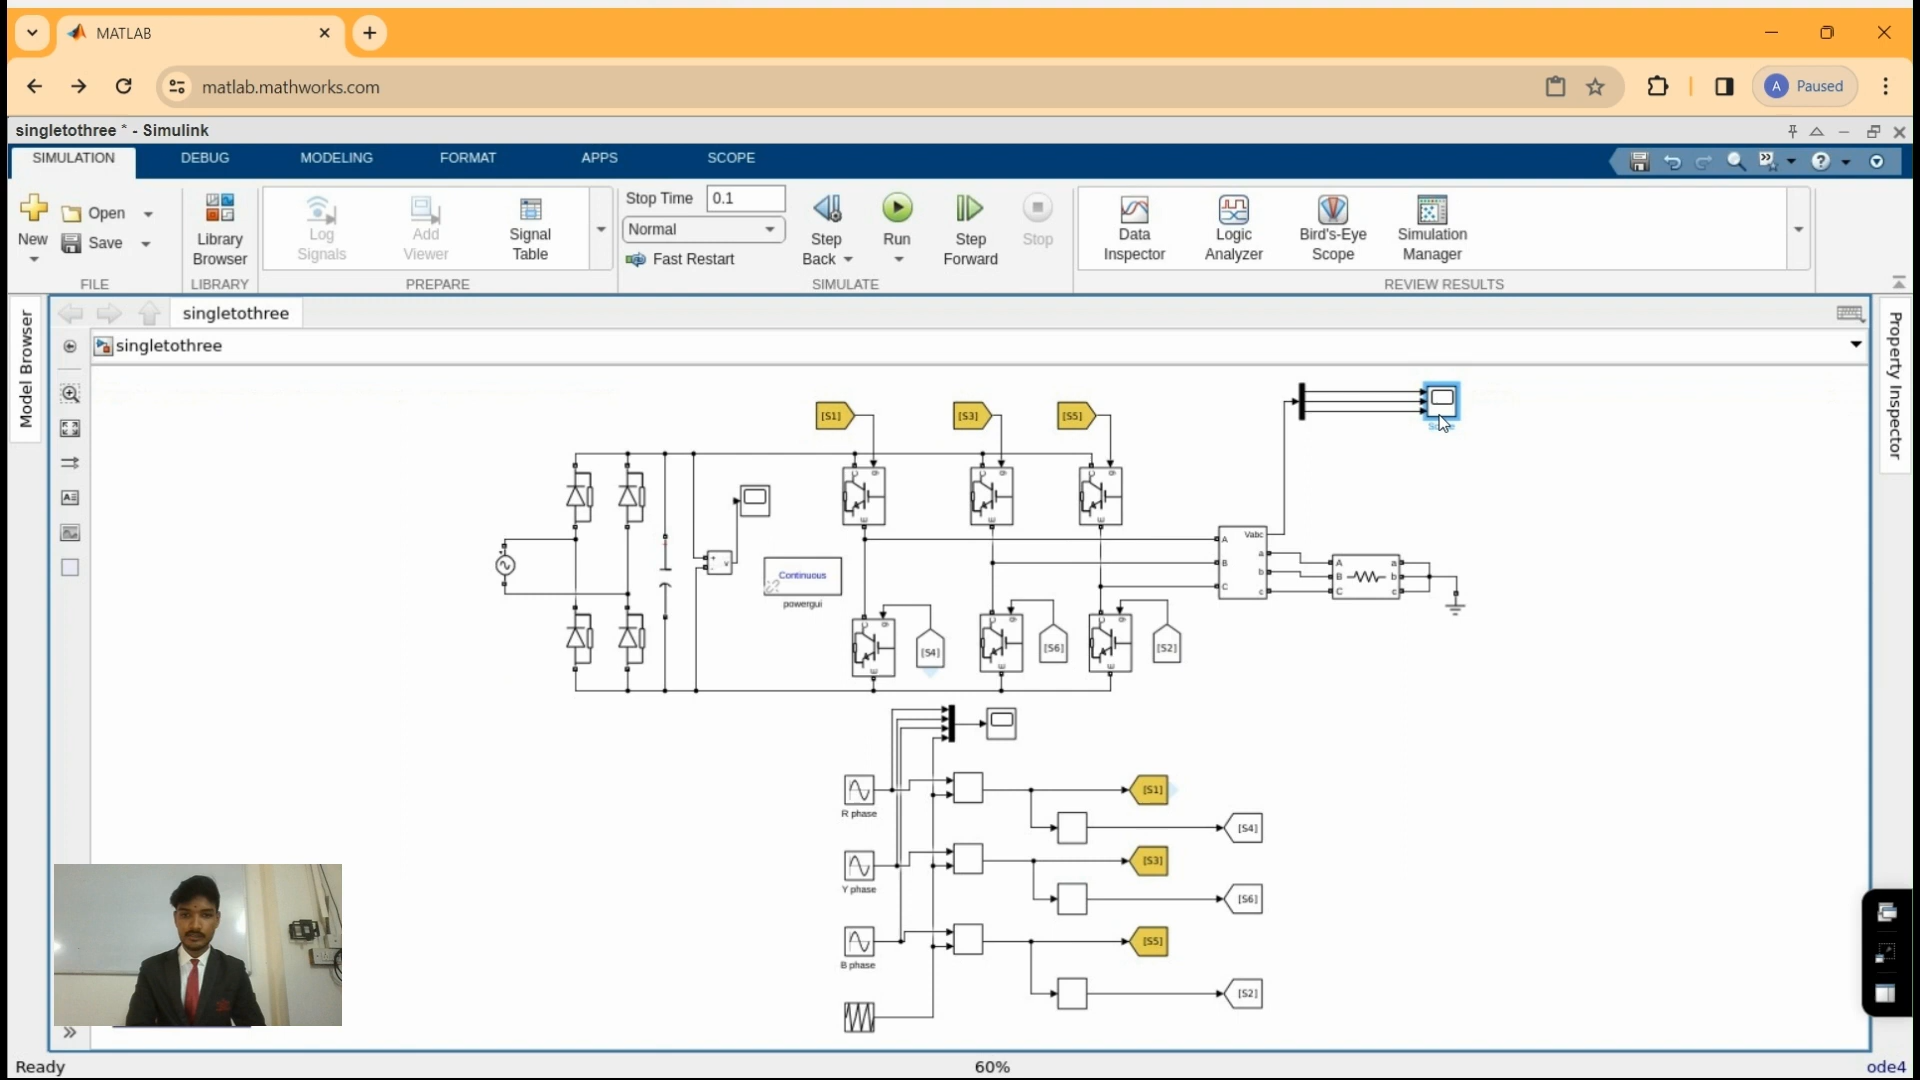 MATLAB
matlab.mathworks.com
A Paused
singletothree * - Simulink
SIMULATION DEBUG MODELING FORMAT APPS SCOPE
New
Open
Save
FILE
Library Browser
LIBRARY
Log Signals
Add Viewer
Signal Table
PREPARE
Stop Time 0.1
Normal
Fast Restart
Step Back
Run
Step Forward
Stop
SIMULATE
Data Inspector
Logic Analyzer
Bird's-Eye Scope
Simulation Manager
REVIEW RESULTS
Model Browser
singletothree
singletothree
Property Inspector
[S1] [S3] [S5]
Continuous
powergui
Vabc
A a
B b
C c
A a
B b
C c
[S4] [S6] [S2]
R phase
[S1]
[S4]
Y phase
[S3]
[S6]
B phase
[S5]
[S2]
Ready 60% ode4